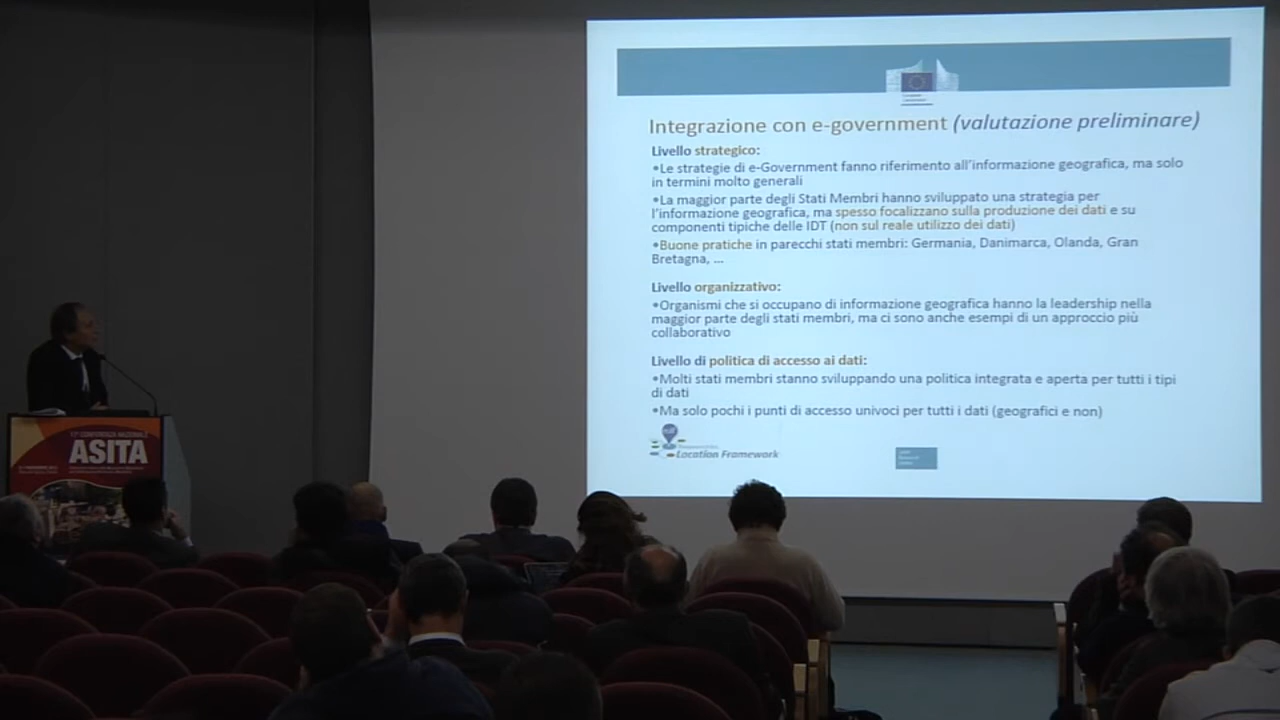 Integrazione con e-government (valutazione preliminare)
Livello strategico:
•Le strategie di e-Government fanno riferimento all'informazione geografica, ma solo
in termini molto generali
•La maggior parte degli Stati Membri hanno sviluppato una strategia per
l'informazione geografica, ma spesso focalizzano sulla produzione dei dati e su
componenti tipiche delle IDT (non sul reale utilizzo dei dati)
•Buone pratiche in parecchi stati membri: Germania, Danimarca, Olanda, Gran
Bretagna, ...
Livello organizzativo:
•Organismi che si occupano di informazione geografica hanno la leadership nella
maggior parte degli stati membri, ma ci sono anche esempi di un approccio più
collaborativo
Livello di politica di accesso ai dati:
•Molti stati membri stanno sviluppando una politica integrata e aperta per tutti i tipi
di dati
•Ma solo pochi i punti di accesso univoci per tutti i dati (geografici e non)
Location Framework
CONFERENZA NAZIONALE
ASITA